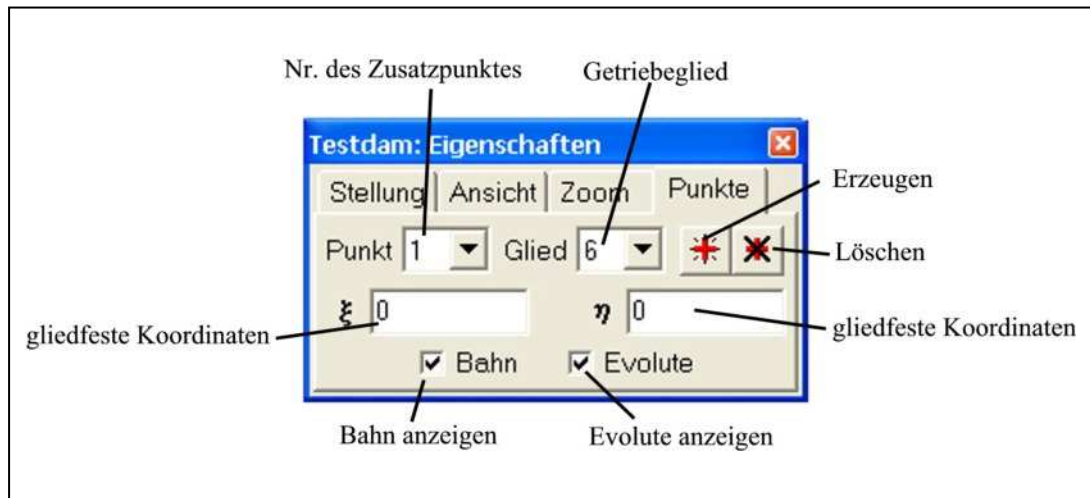 Nr. des Zusatzpunktes
Getriebeglied
Testdam: Eigenschaften
Stellung Ansicht Zoom Punkte
Erzeugen
Punkt 1 Glied 6
Löschen
ξ 0 η 0
gliedfeste Koordinaten
gliedfeste Koordinaten
Bahn Evolute
Bahn anzeigen
Evolute anzeigen